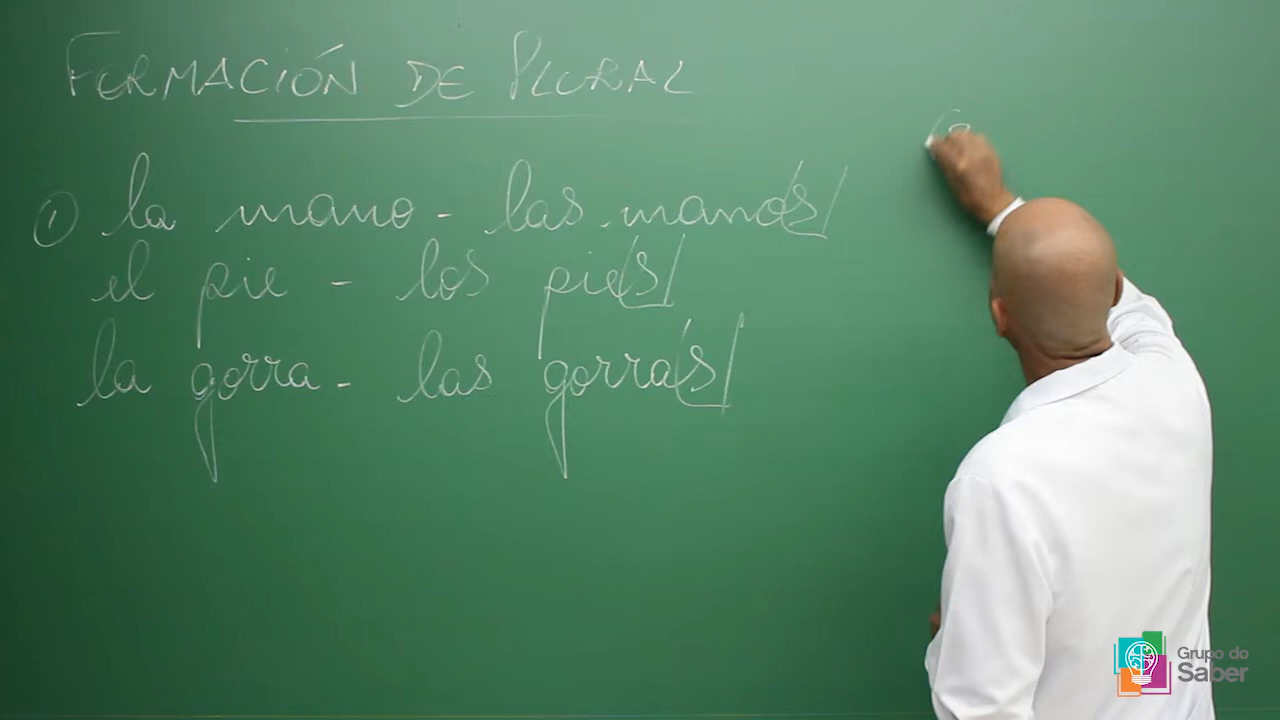 FORMACIÓN DE PLURAL
① la mano - las manos
el pie - los pies
la gorra - las gorras
Grupo do
Saber